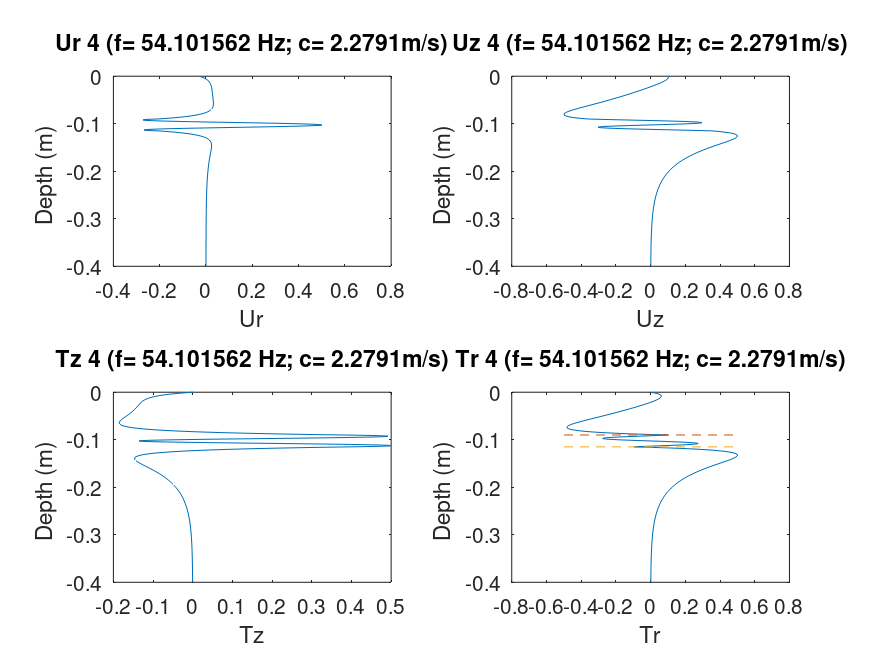 Ur 4 (f= 54.101562 Hz; c= 2.2791m/s) Uz 4 (f= 54.101562 Hz; c= 2.2791m/s)
0
-0.1
-0.2
-0.3
-0.4
Depth (m)
-0.4 -0.2 0 0.2 0.4 0.6 0.8
Ur
0
-0.1
-0.2
-0.3
-0.4
Depth (m)
-0.8 -0.6 -0.4 -0.2 0 0.2 0.4 0.6 0.8
Uz
Tz 4 (f= 54.101562 Hz; c= 2.2791m/s) Tr 4 (f= 54.101562 Hz; c= 2.2791m/s)
0
-0.1
-0.2
-0.3
-0.4
Depth (m)
-0.2 -0.1 0 0.1 0.2 0.3 0.4 0.5
Tz
0
-0.1
-0.2
-0.3
-0.4
Depth (m)
-0.8 -0.6 -0.4 -0.2 0 0.2 0.4 0.6 0.8
Tr